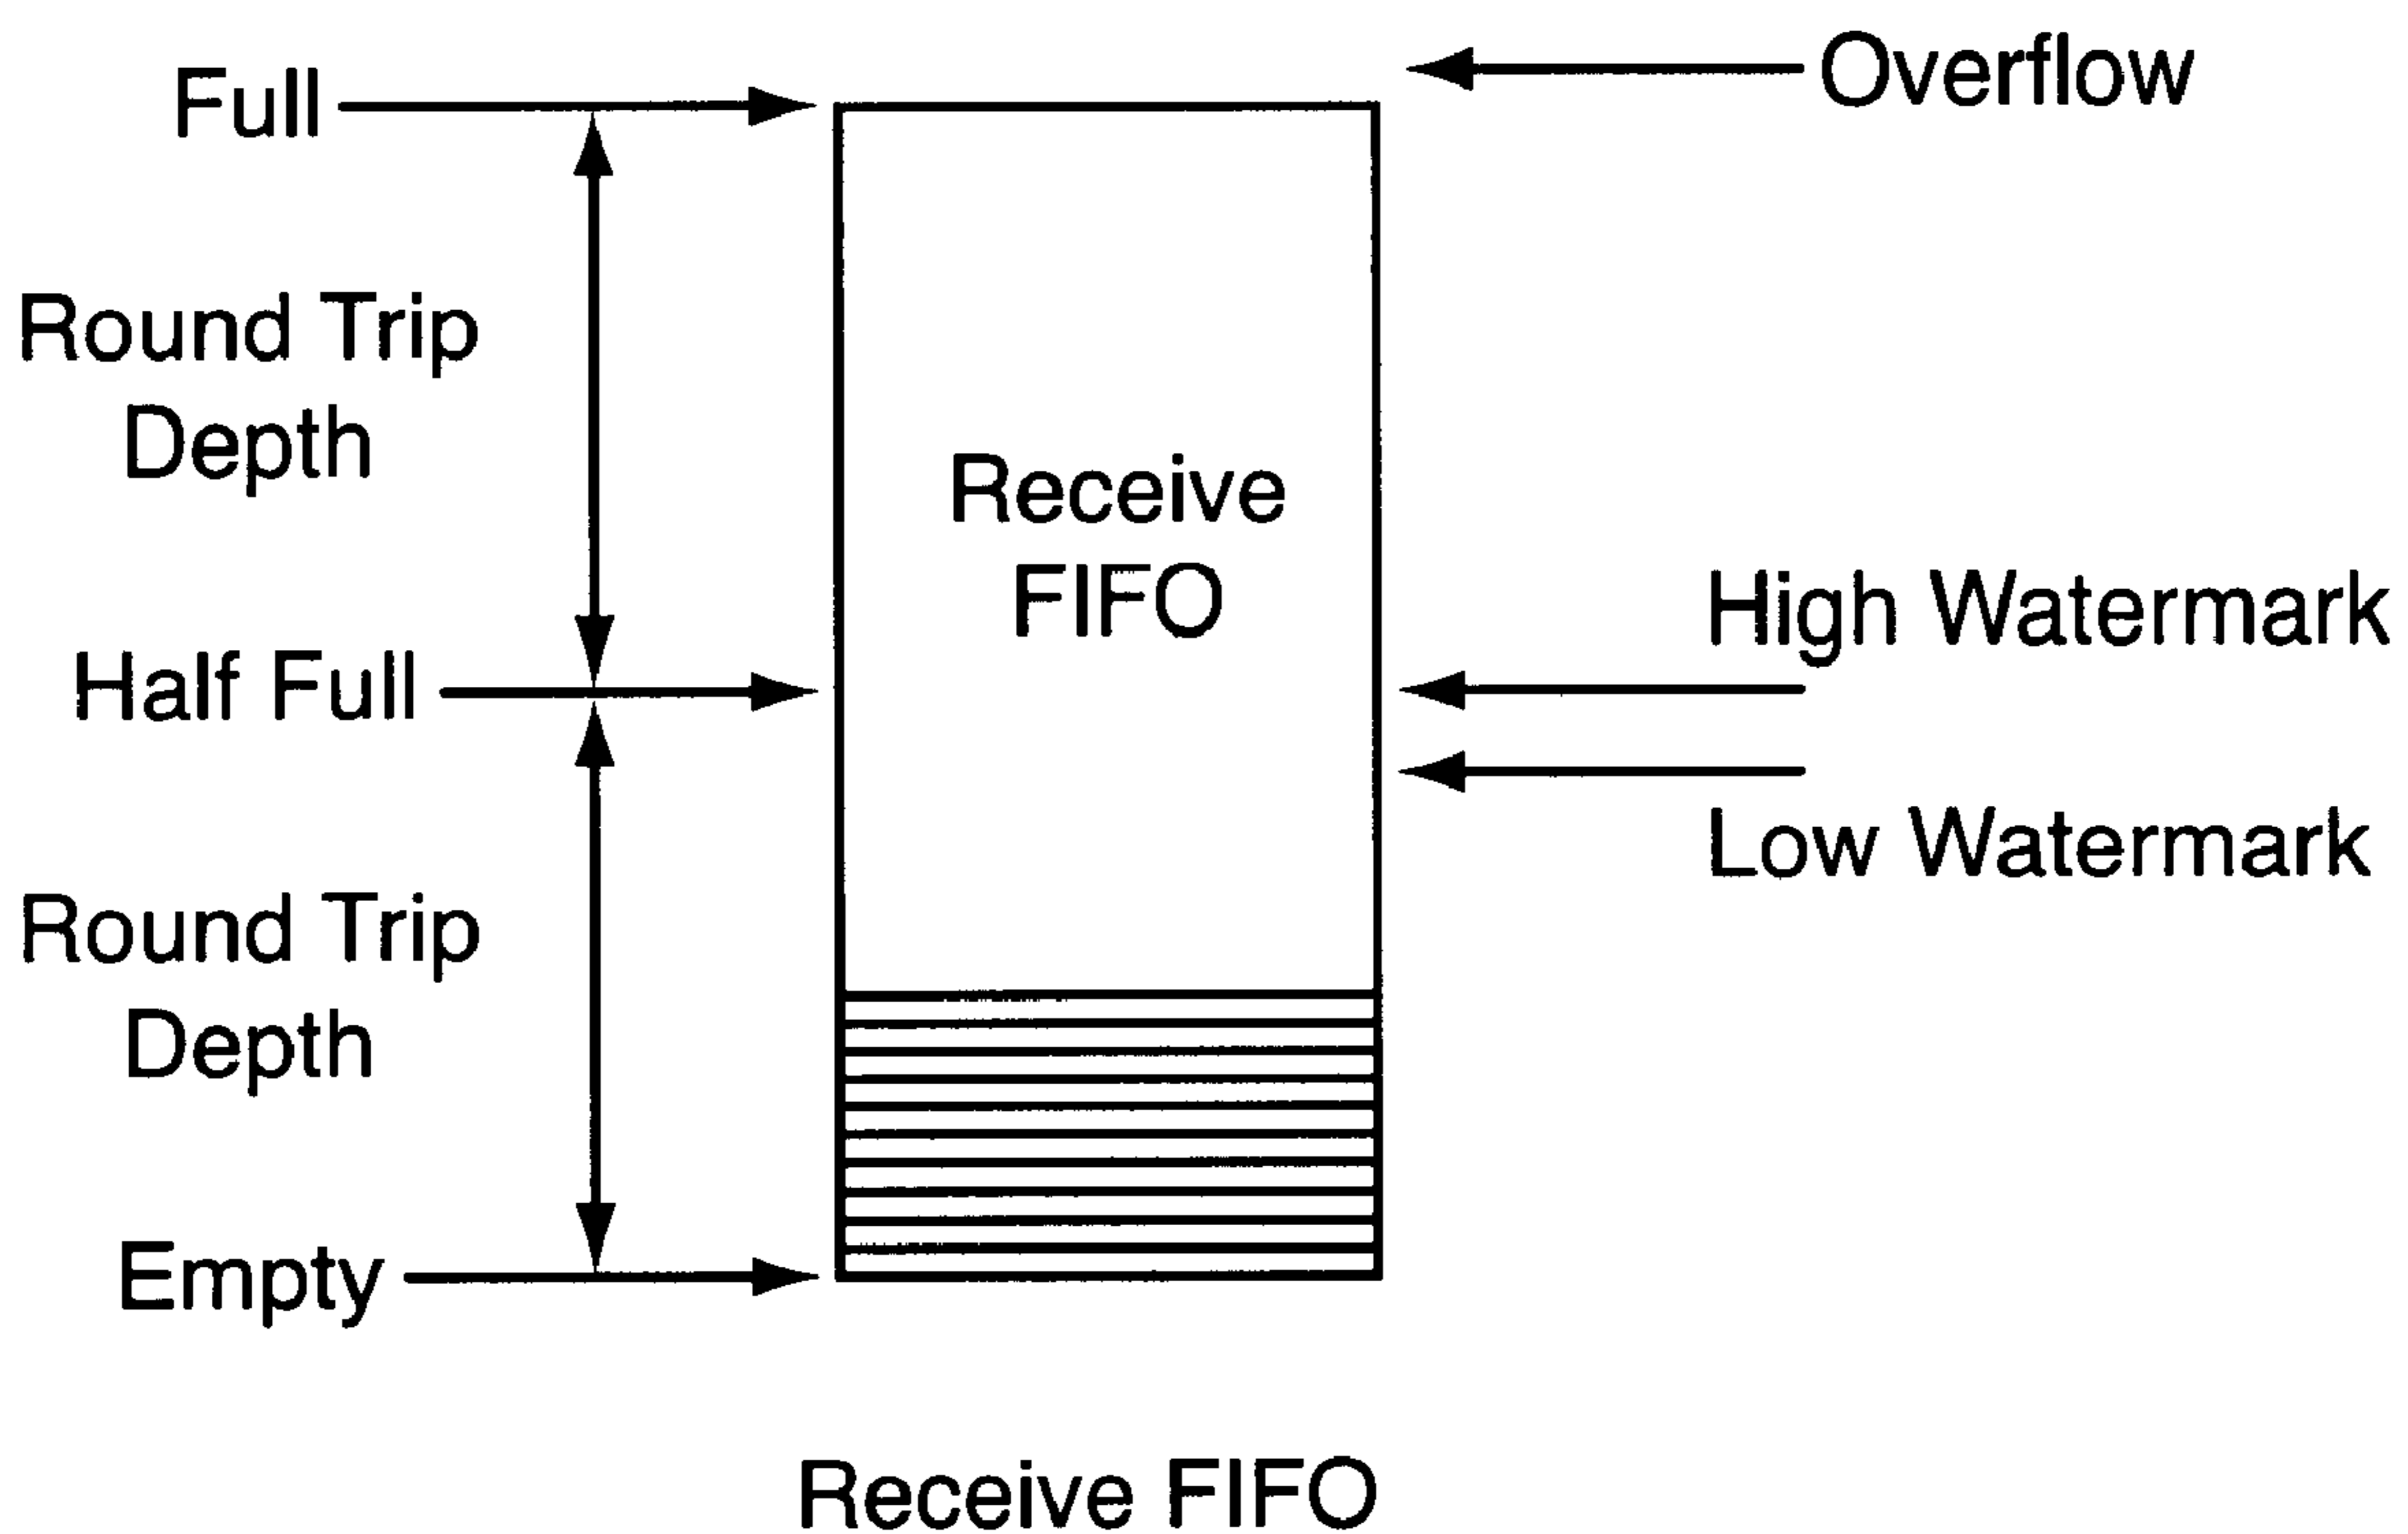 Full
Overflow
Round Trip
Depth
Receive
FIFO
High Watermark
Half Full
Low Watermark
Round Trip
Depth
Empty
Receive FIFO